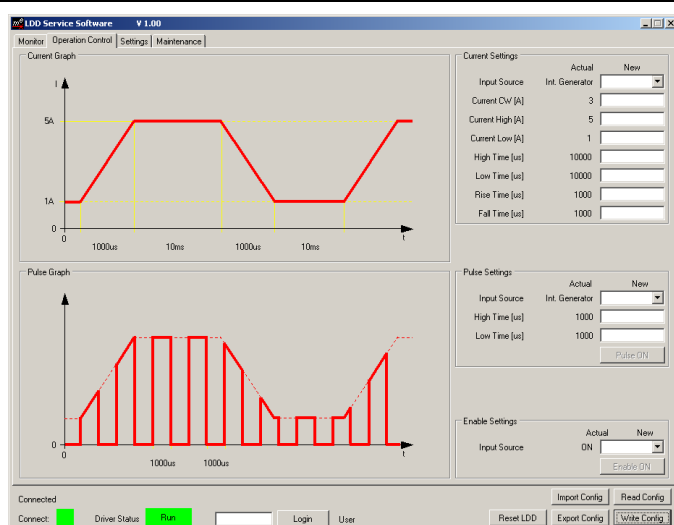 LDD Service Software V 1.00
Monitor Operation Control Settings Maintenance
Current Graph
I
5A
1A
0
0 1000us 10ms 1000us 10ms t
Current Settings
Actual New
Input Source Int. Generator
Current CW [A] 3
Current High [A] 5
Current Low [A] 1
High Time [us] 10000
Low Time [us] 10000
Rise Time [us] 1000
Fall Time [us] 1000
Pulse Graph
0
0 1000us 1000us t
Pulse Settings
Actual New
Input Source Int. Generator
High Time [us] 1000
Low Time [us] 1000
Pulse ON
Enable Settings
Actual New
Input Source ON
Enable ON
Connected
Import Config Read Config
Connect: Driver Status Run Login User Reset LDD Export Config Write Config